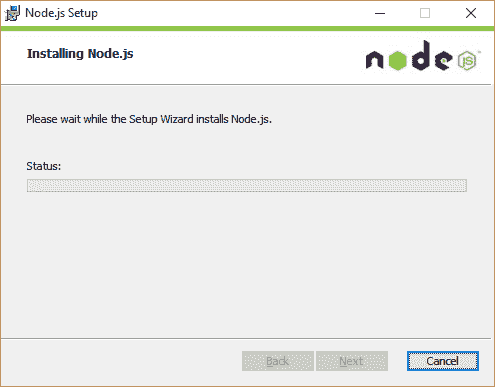 Node.js Setup
Installing Node.js
node
JS
Please wait while the Setup Wizard installs Node.js.
Status:
Back
Next
Cancel